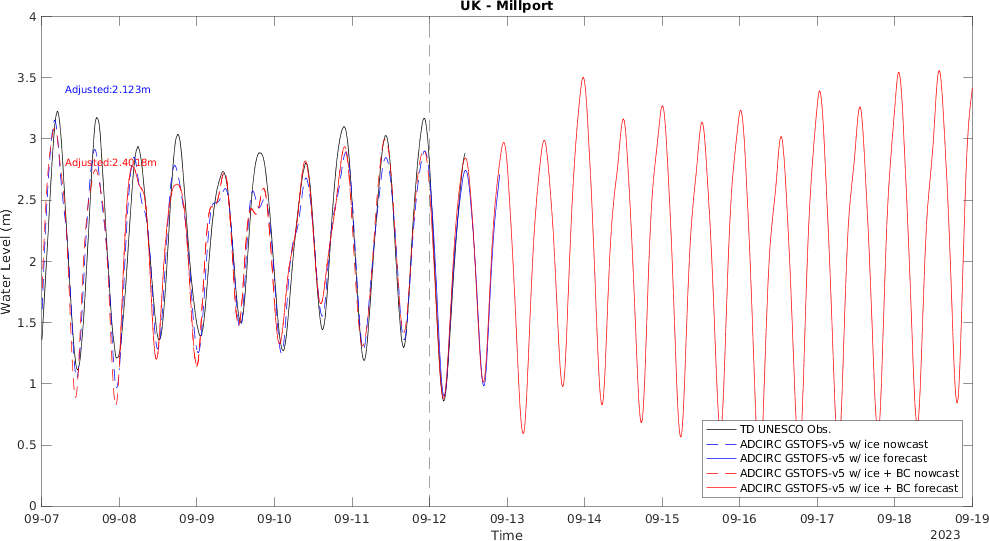 UK - Millport
4
3.5
3
2.5
2
1.5
1
0.5
0
Water Level (m)
Adjusted:2.123m
Adjusted:2.4018m
TD UNESCO Obs.
ADCIRC GSTOFS-v5 w/ ice nowcast
ADCIRC GSTOFS-v5 w/ ice forecast
ADCIRC GSTOFS-v5 w/ ice + BC nowcast
ADCIRC GSTOFS-v5 w/ ice + BC forecast
09-07 09-08 09-09 09-10 09-11 09-12 09-13 09-14 09-15 09-16 09-17 09-18 09-19
Time
2023